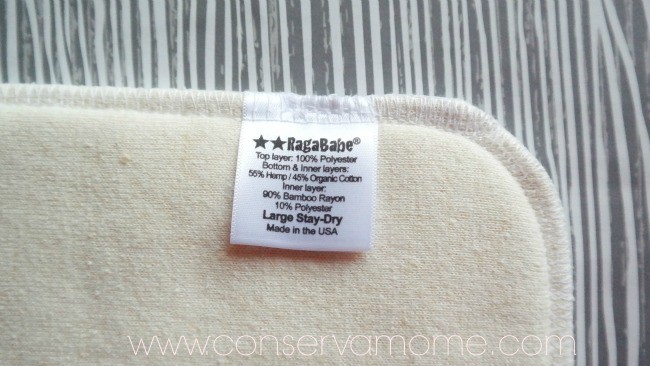 ★★RagaBabe®
Top layer: 100% Polyester
Bottom & Inner layers:
55% Hemp / 45% Organic Cotton
Inner layer:
90% Bamboo Rayon
10% Polyester
Large Stay-Dry
Made in the USA
www.conservamome.com